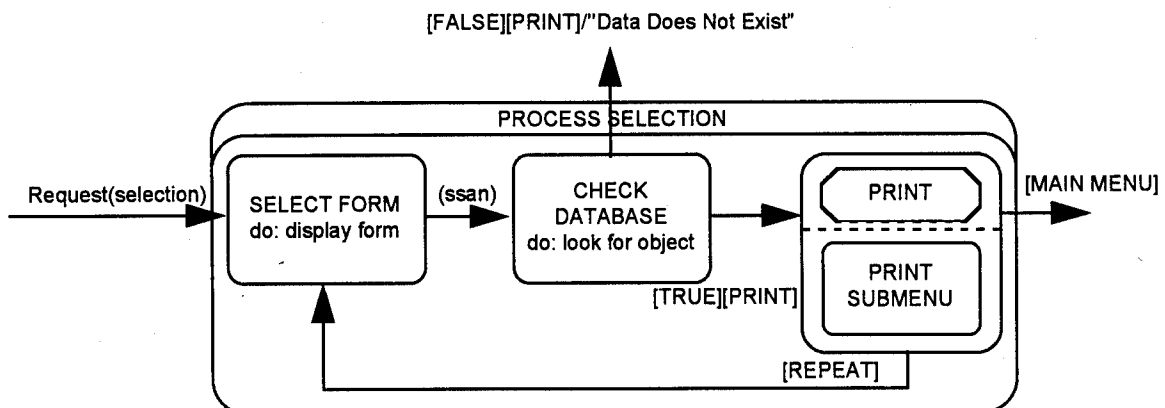 [FALSE][PRINT]/"Data Does Not Exist"
PROCESS SELECTION
Request(selection)
SELECT FORM
do: display form
(ssan)
CHECK
DATABASE
do: look for object
PRINT
[MAIN MENU]
[TRUE][PRINT]
PRINT
SUBMENU
[REPEAT]